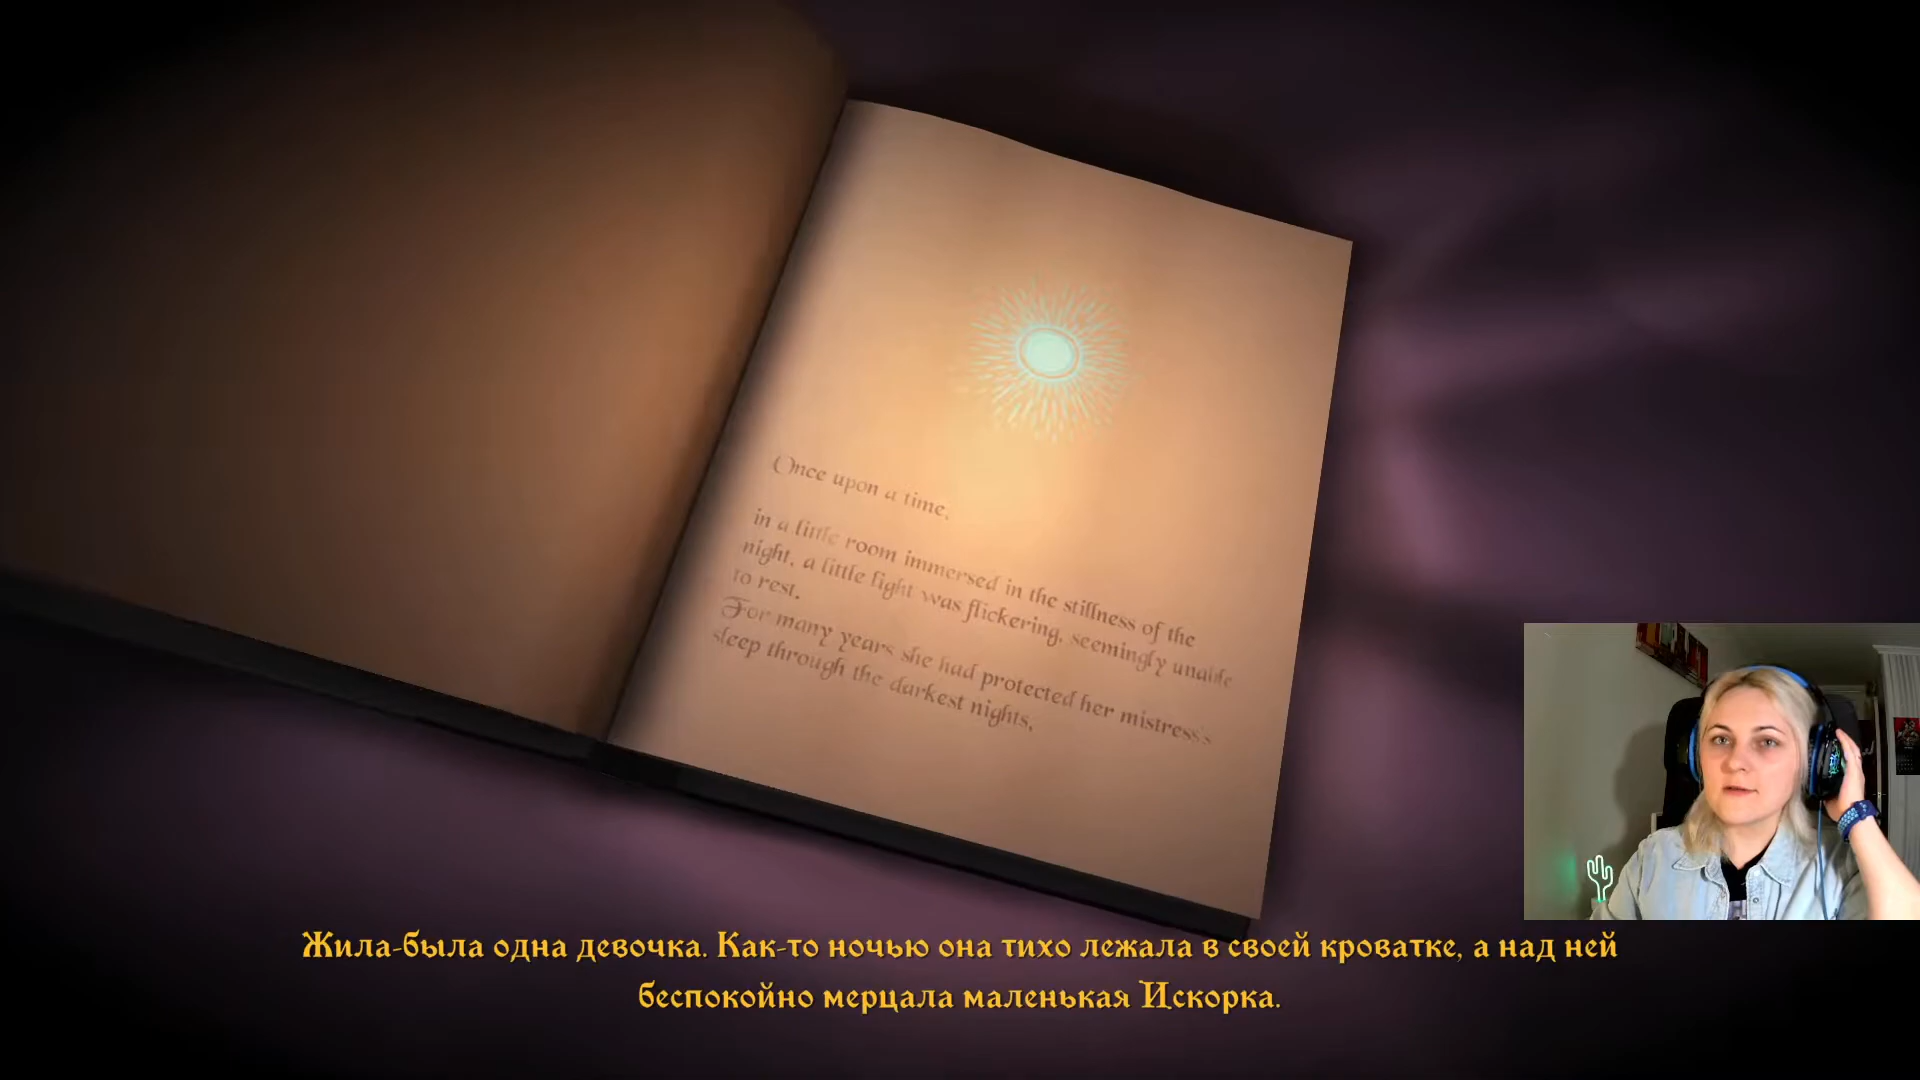 Once upon a time,
in a little room immersed in the stillness of the
night, a little light was flickering, seemingly unable
to rest.
For many years she had protected her mistress's
sleep through the darkest nights,
Жила-была одна девочка. Как-то ночью она тихо лежала в своей кроватке, а над ней
беспокойно мерцала маленькая Искорка.